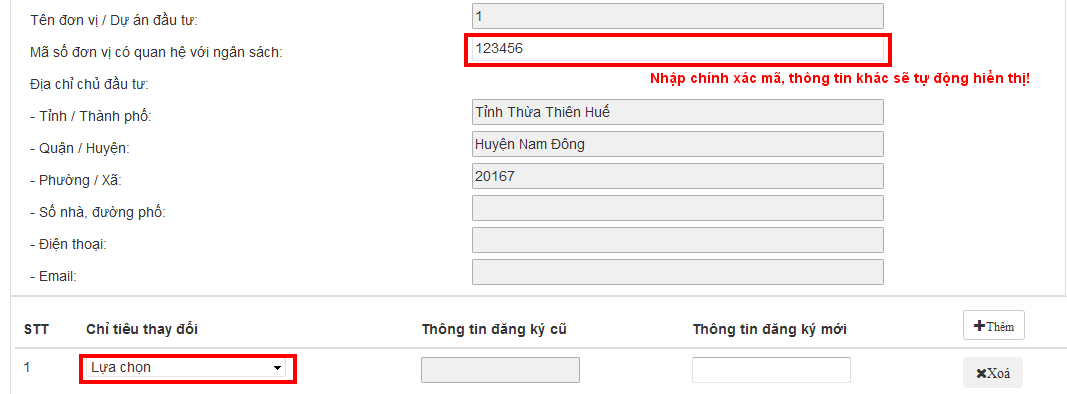 Tên đơn vị / Dự án đầu tư: 1
Mã số đơn vị có quan hệ với ngân sách: 123456
Nhập chính xác mã, thông tin khác sẽ tự động hiển thị!
Địa chỉ chủ đầu tư:
- Tỉnh / Thành phố: Tỉnh Thừa Thiên Huế
- Quận / Huyện: Huyện Nam Đông
- Phường / Xã: 20167
- Số nhà, đường phố:
- Điện thoại:
- Email:
STT Chỉ tiêu thay đổi Thông tin đăng ký cũ Thông tin đăng ký mới Thêm
1 Lựa chọn Xoá